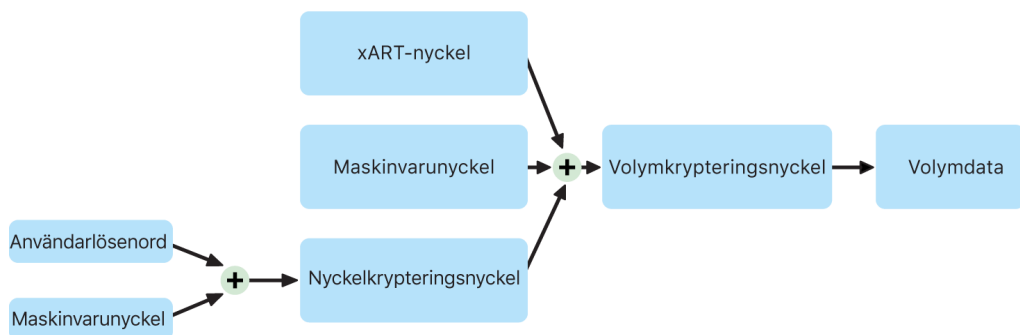 xART-nyckel
Maskinvarunyckel
Volymkrypteringsnyckel
Volymdata
Användarlösenord
Nyckelkrypteringsnyckel
Maskinvarunyckel